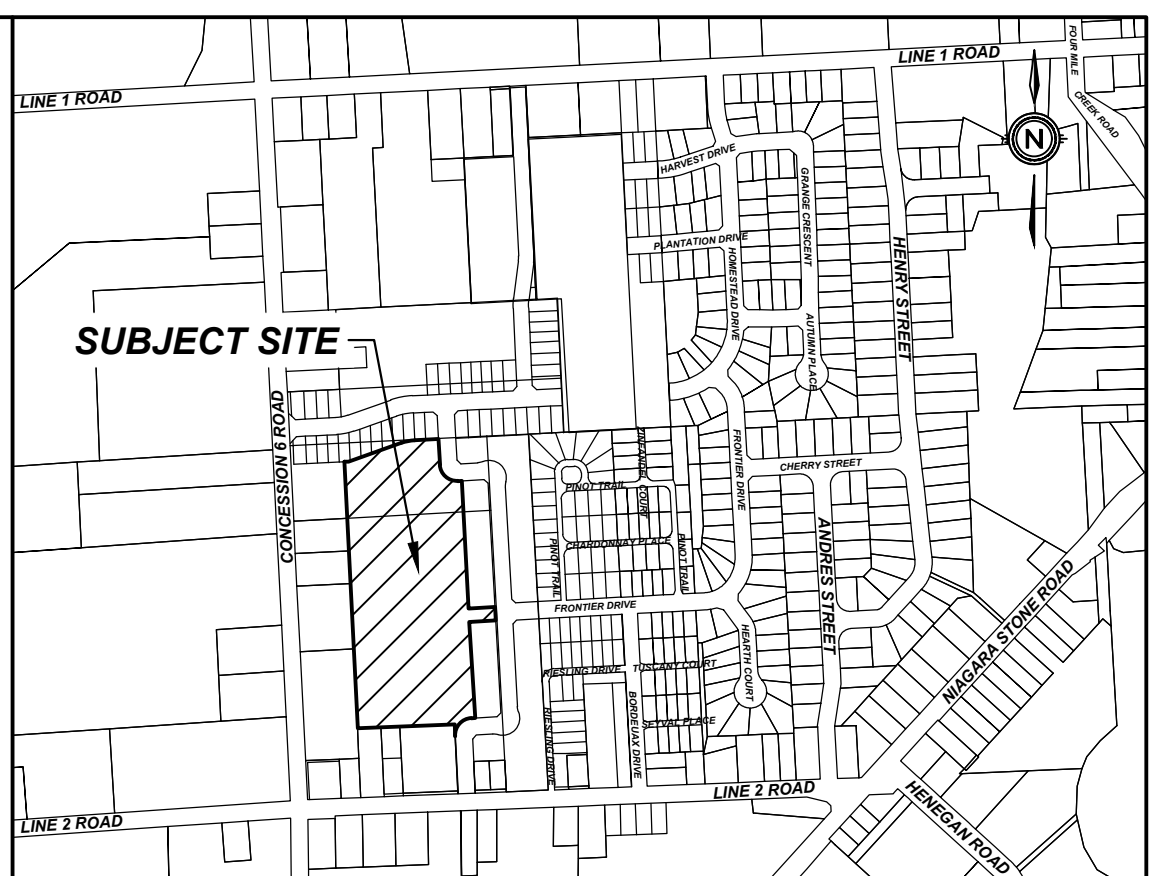 LINE 1 ROAD
LINE 1 ROAD
FOUR MILE
CREEK ROAD
N
HARVEST DRIVE
GRANGE CRESCENT
PLANTATION DRIVE
HOMESTEAD DRIVE
HENRY STREET
SUBJECT SITE
AUTUMN PLACE
CONCESSION 6 ROAD
FRONTIER DRIVE
ZINFANDEL COURT
CHERRY STREET
PINOT TRAIL
CHARDONNAY PLACE
PINOT TRAIL
PINOT TRAIL
ANDRES STREET
FRONTIER DRIVE
NIAGARA STONE ROAD
HEARTH COURT
RIESLING DRIVE
TUSCANY COURT
BORDEUAX DRIVE
SEYVAL PLACE
RIESLING DRIVE
LINE 2 ROAD
HENEGAN ROAD
LINE 2 ROAD